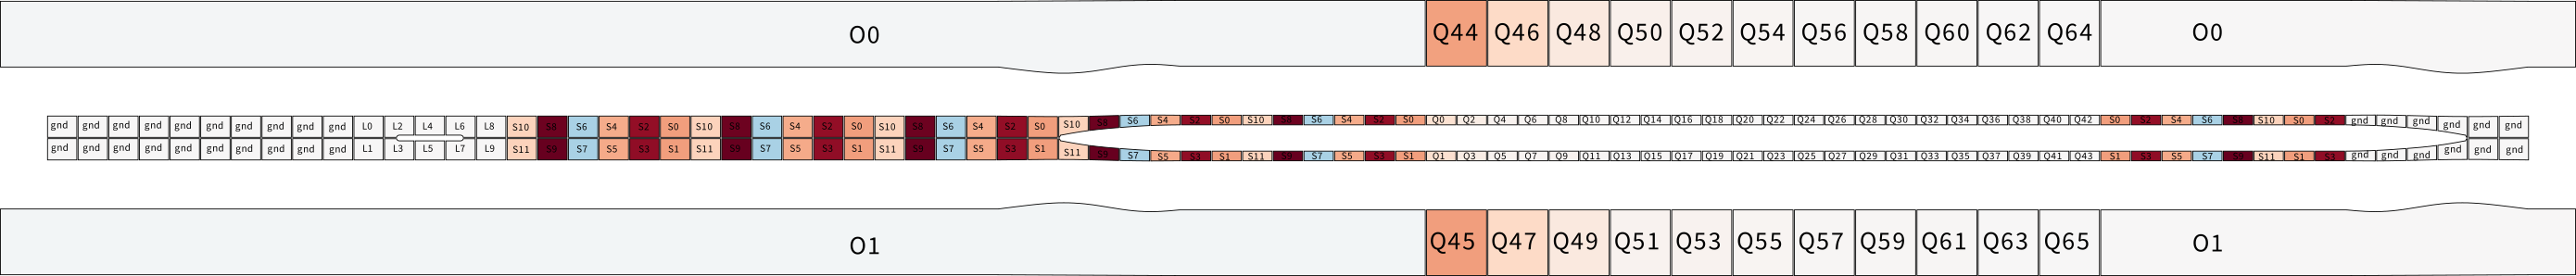 O0 Q44 Q46 Q48 Q50 Q52 Q54 Q56 Q58 Q60 Q62 Q64 O0
gnd gnd gnd gnd gnd gnd gnd gnd gnd gnd L0 L2 L4 L6 L8 S10 S8 S6 S4 S2 S0 S10 S8 S6 S4 S2 S0 S10 S8 S6 S4 S2 S0 S10 S8 S6 S4 S2 S0 S10 S8 S6 S4 S2 S0 Q0 Q2 Q4 Q6 Q8 Q10 Q12 Q14 Q16 Q18 Q20 Q22 Q24 Q26 Q28 Q30 Q32 Q34 Q36 Q38 Q40 Q42 S0 S2 S4 S6 S8 S10 S0 S2 gnd gnd gnd gnd gnd gnd
gnd gnd gnd gnd gnd gnd gnd gnd gnd gnd L1 L3 L5 L7 L9 S11 S9 S7 S5 S3 S1 S11 S9 S7 S5 S3 S1 S11 S9 S7 S5 S3 S1 S11 S9 S7 S5 S3 S1 S11 S9 S7 S5 S3 S1 Q1 Q3 Q5 Q7 Q9 Q11 Q13 Q15 Q17 Q19 Q21 Q23 Q25 Q27 Q29 Q31 Q33 Q35 Q37 Q39 Q41 Q43 S1 S3 S5 S7 S9 S11 S1 S3 gnd gnd gnd gnd gnd gnd
O1 Q45 Q47 Q49 Q51 Q53 Q55 Q57 Q59 Q61 Q63 Q65 O1